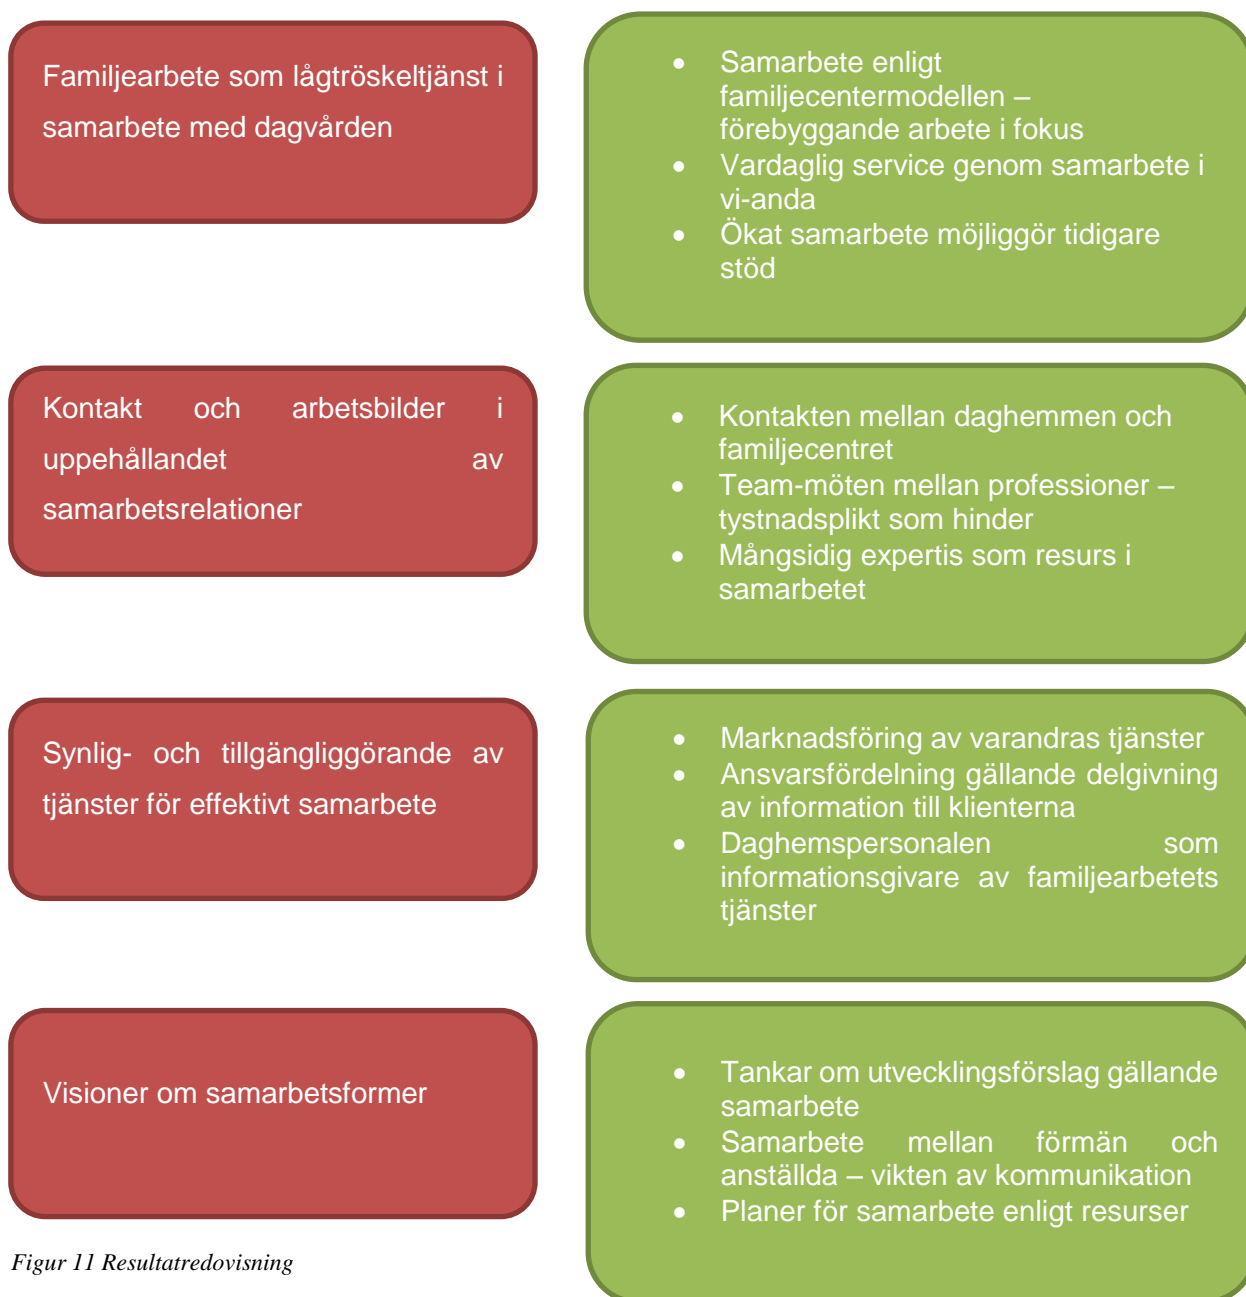 Familjearbete som lågtröskeltjänst i
samarbete med dagvården
• Samarbete enligt
familjecentermodellen –
förebyggande arbete i fokus
• Vardaglig service genom samarbete i
vi-anda
• Ökat samarbete möjliggör tidigare
stöd
Kontakt och arbetsbilder i
uppehållandet av
samarbetsrelationer
• Kontakten mellan daghemmen och
familjecentret
• Team-möten mellan professioner –
tystnadsplikt som hinder
• Mångsidig expertis som resurs i
samarbetet
Synlig- och tillgängliggörande av
tjänster för effektivt samarbete
• Marknadsföring av varandras tjänster
• Ansvarsfördelning gällande delgivning
av information till klienterna
• Daghemspersonalen som
informationsgivare av familjearbetets
tjänster
Visioner om samarbetsformer
• Tankar om utvecklingsförslag gällande
samarbete
• Samarbete mellan förmän och
anställda – vikten av kommunikation
• Planer för samarbete enligt resurser
Figur 11 Resultatredovisning